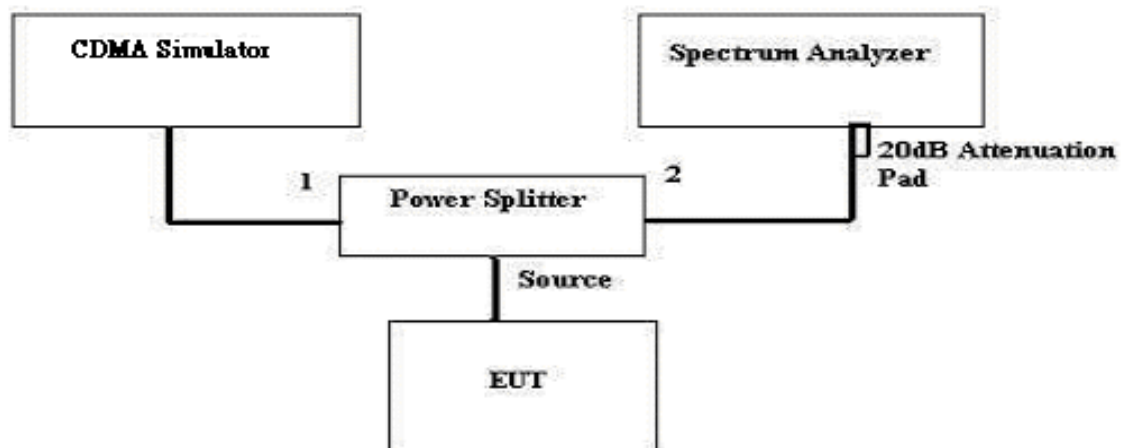 CDMA Simulator
Spectrum Analyzer
20dB Attenuation
Pad
1
2
Power Splitter
Source
EUT